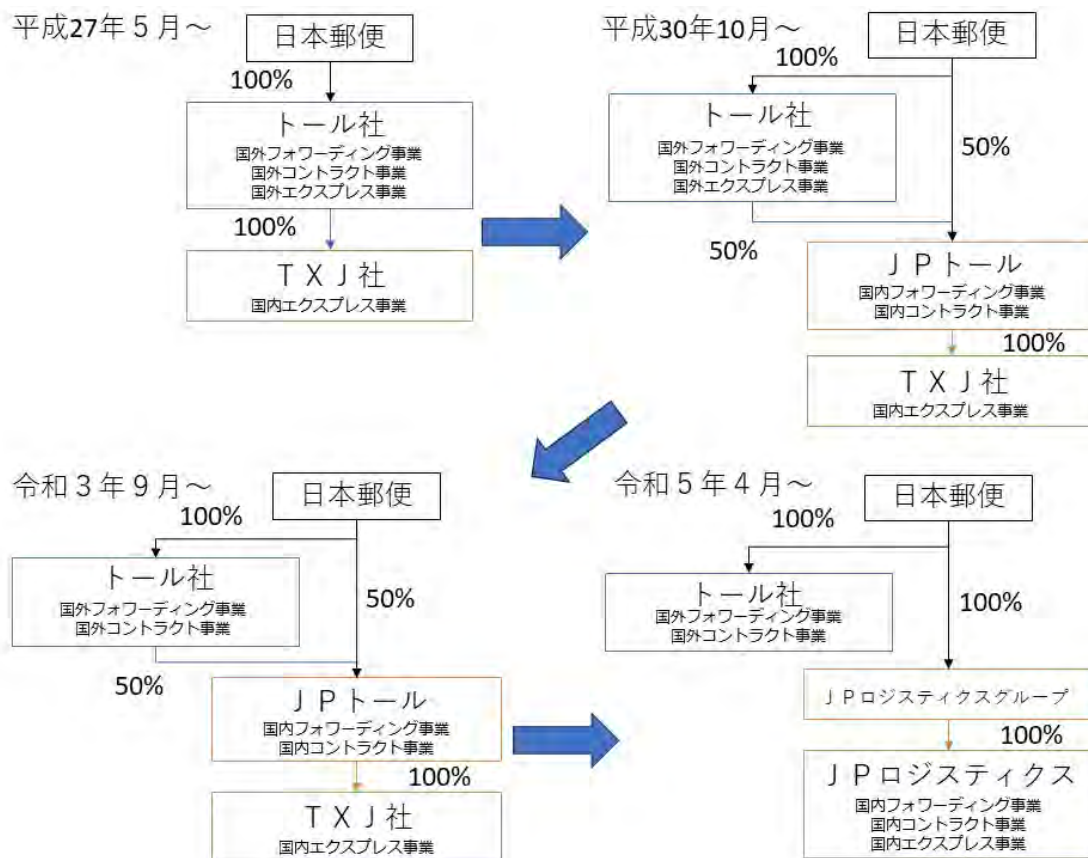 平成27年５月～
日本郵便
100%
トール社
国外フォワーディング事業
国外コントラクト事業
国外エクスプレス事業
100%
ＴＸＪ社
国内エクスプレス事業
平成30年10月～
日本郵便
100%
トール社
国外フォワーディング事業
国外コントラクト事業
国外エクスプレス事業
50%
50%
ＪＰトール
国内フォワーディング事業
国内コントラクト事業
100%
ＴＸＪ社
国内エクスプレス事業
令和３年９月～
日本郵便
100%
トール社
国外フォワーディング事業
国外コントラクト事業
50%
50%
ＪＰトール
国内フォワーディング事業
国内コントラクト事業
100%
ＴＸＪ社
国内エクスプレス事業
令和５年４月～
日本郵便
100%
トール社
国外フォワーディング事業
国外コントラクト事業
100%
ＪＰロジスティクスグループ
100%
ＪＰロジスティクス
国内フォワーディング事業
国内コントラクト事業
国内エクスプレス事業